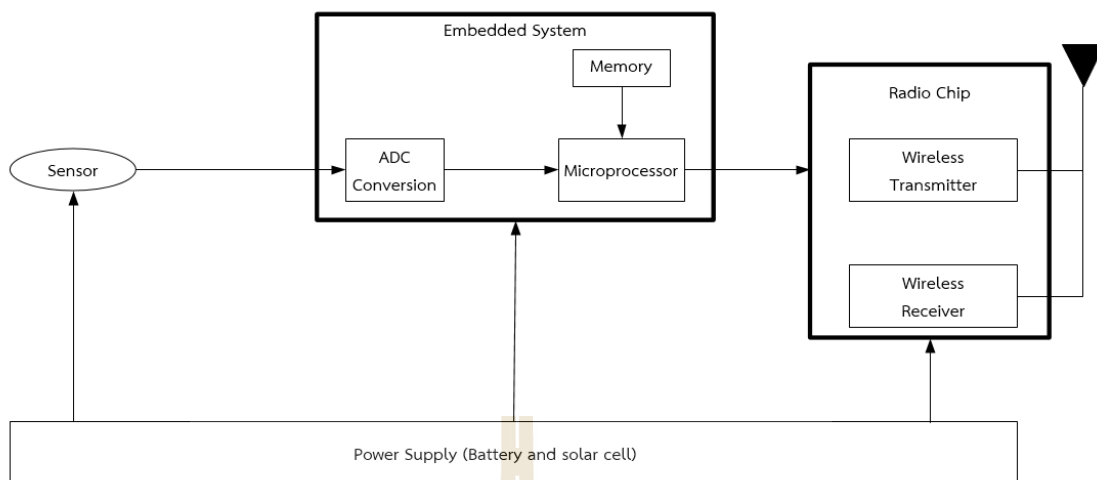 Embedded System
Memory
Radio Chip
Sensor
ADC
Conversion
Microprocessor
Wireless
Transmitter
Wireless
Receiver
Power Supply (Battery and solar cell)